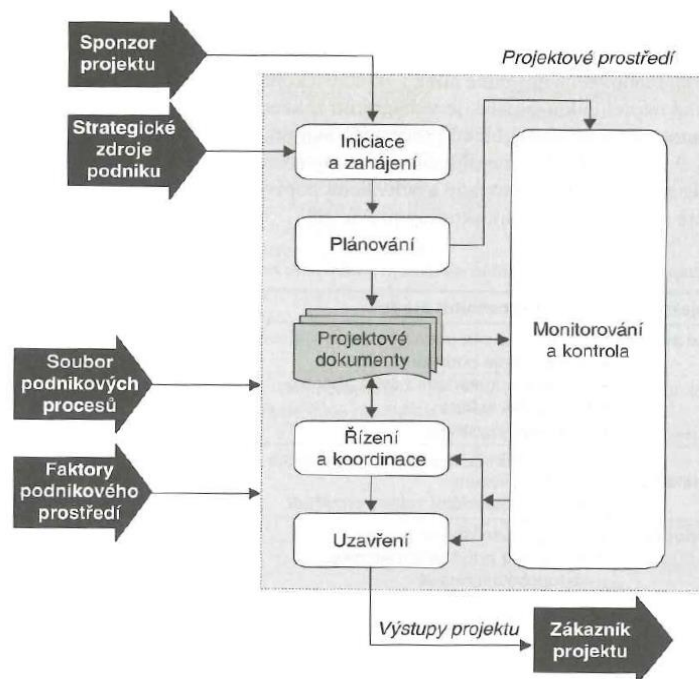 Sponzor
projektu
Projektové prostředí
Strategické
zdroje
podniku
Iniciace
a zahájení
Plánování
Projektové
dokumenty
Monitorování
a kontrola
Soubor
podnikových
procesů
Řízení
a koordinace
Faktory
podnikového
prostředí
Uzavření
Výstupy projektu
Zákazník
projektu